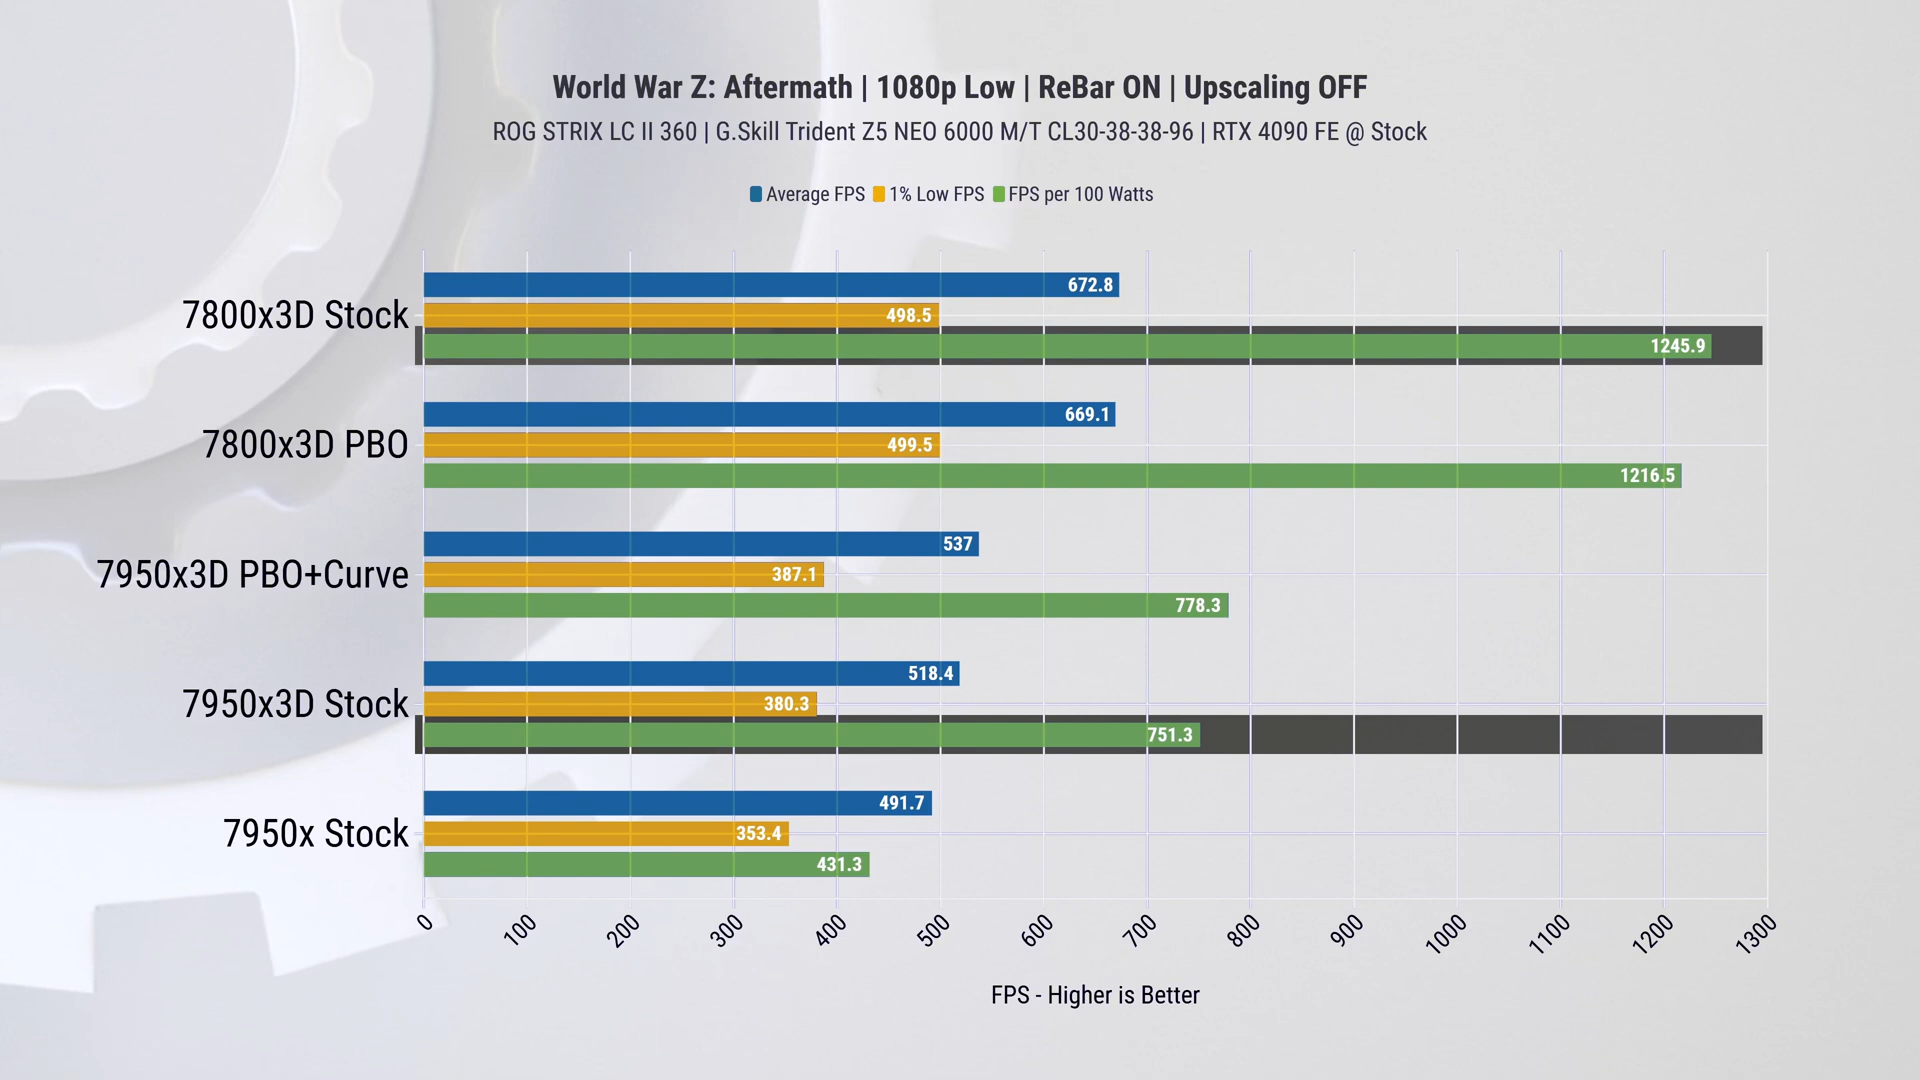 World War Z: Aftermath | 1080p Low | ReBar ON | Upscaling OFF
ROG STRIX LC II 360 | G.Skill Trident Z5 NEO 6000 M/T CL30-38-38-96 | RTX 4090 FE @ Stock
Average FPS 1% Low FPS FPS per 100 Watts
672.8
7800x3D Stock 498.5
1245.9
669.1
7800x3D PBO 499.5
1216.5
537
7950x3D PBO+Curve 387.1
778.3
518.4
7950x3D Stock 380.3
751.3
491.7
7950x Stock 353.4
431.3
0 100 200 300 400 500 600 700 800 900 1000 1100 1200 1300
FPS - Higher is Better